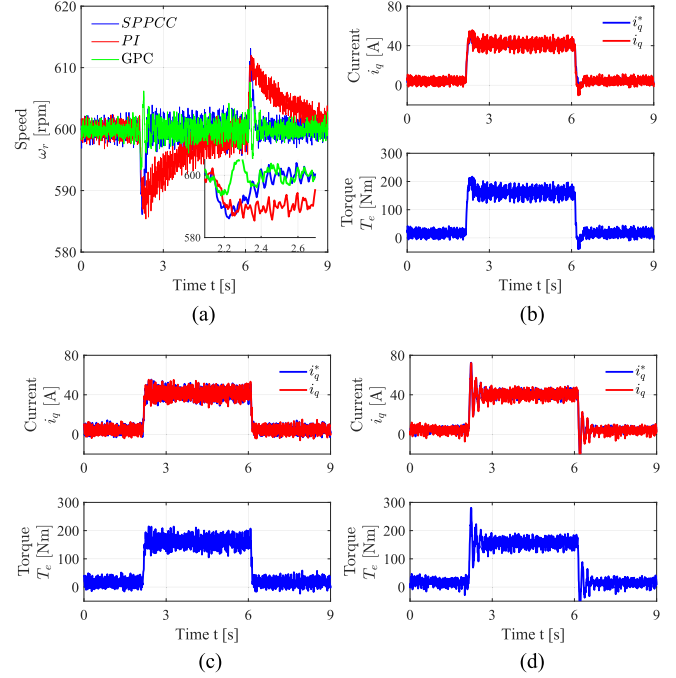 620
610
600
590
580
Speed
ω_r [rpm]
SPPCC
PI
GPC
600
580
2.2 2.4 2.6
0 3 6 9
Time t [s]
(a)
80
40
0
Current
i_q [A]
i_q^*
i_q
0 3 6 9
300
200
100
0
Torque
T_e [Nm]
0 3 6 9
Time t [s]
(b)
80
40
0
Current
i_q [A]
i_q^*
i_q
0 3 6 9
300
200
100
0
Torque
T_e [Nm]
0 3 6 9
Time t [s]
(c)
80
40
0
Current
i_q [A]
i_q^*
i_q
0 3 6 9
300
200
100
0
Torque
T_e [Nm]
0 3 6 9
Time t [s]
(d)